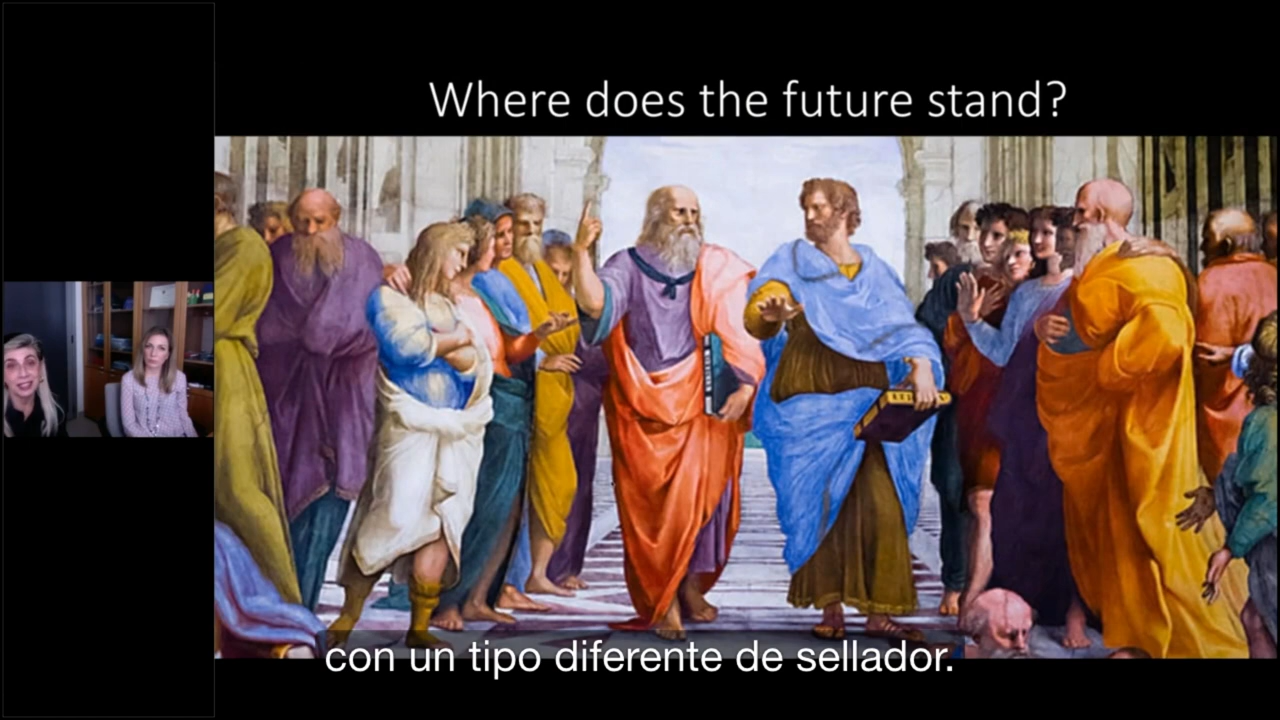 Where does the future stand?
con un tipo diferente de sellador.